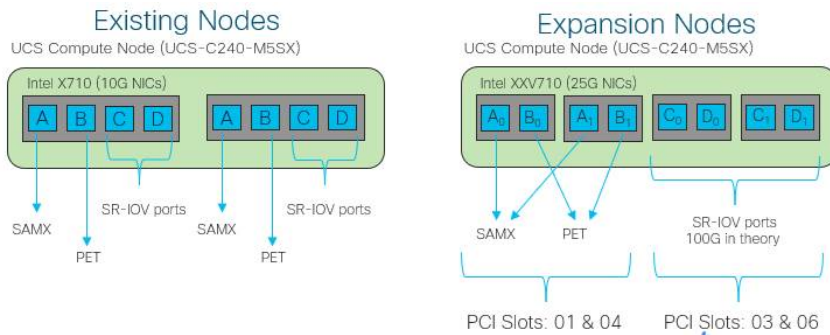 Existing Nodes
UCS Compute Node (UCS-C240-M5SX)
Intel X710 (10G NICs)
A B C D A B C D
SR-IOV ports SR-IOV ports
SAMX SAMX
PET PET
Expansion Nodes
UCS Compute Node (UCS-C240-M5SX)
Intel XXV710 (25G NICs)
A₀ B₀ A₁ B₁ C₀ D₀ C₁ D₁
SAMX PET
SR-IOV ports
100G in theory
PCI Slots: 01 & 04 PCI Slots: 03 & 06